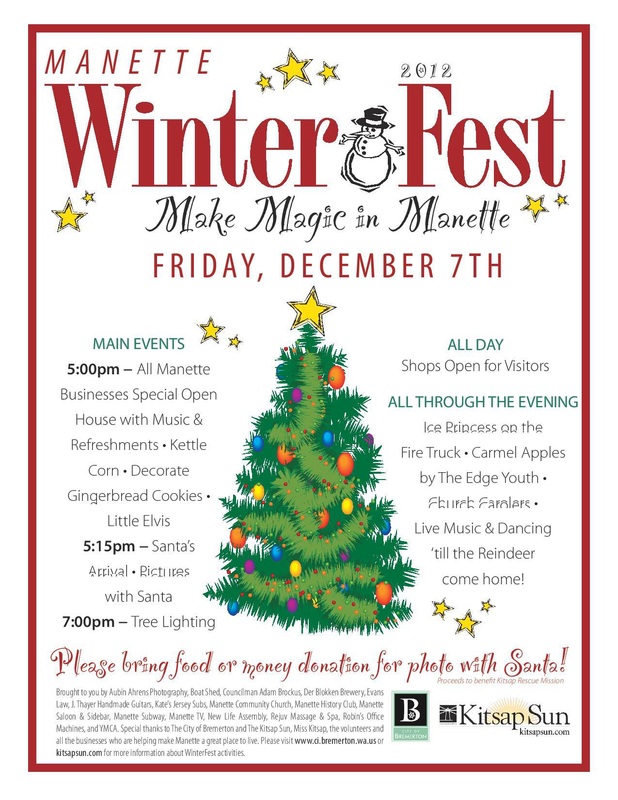 MANETTE
2012
Winter Fest
Make Magic in Manette
FRIDAY, DECEMBER 7TH
MAIN EVENTS
5:00pm – All Manette
Businesses Special Open
House with Music &
Refreshments • Kettle
Corn • Decorate
Gingerbread Cookies •
Little Elvis
5:15pm – Santa's
Arrival • Pictures
with Santa
7:00pm – Tree Lighting
ALL DAY
Shops Open for Visitors
ALL THROUGH THE EVENING
Ice Princess on the
Fire Truck • Carmel Apples
by The Edge Youth •
Church Carolers •
Live Music & Dancing
'till the Reindeer
come home!
Please bring food or money donation for photo with Santa!
Proceeds to benefit Kitsap Rescue Mission
Brought to you by Aubin Ahrens Photography, Boat Shed, Councilman Adam Brockus, Der Blokken Brewery, Evans
Law, J. Thayer Handmade Guitars, Kate's Jersey Subs, Manette Community Church, Manette History Club, Manette
Saloon & Sidebar, Manette Subway, Manette TV, New Life Assembly, Rejuv Massage & Spa, Robin's Office
Machines, and YMCA. Special thanks to The City of Bremerton and The Kitsap Sun, Miss Kitsap, the volunteers and
all the businesses who are helping make Manette a great place to live. Please visit www.ci.bremerton.wa.us or
kitsapsun.com for more information about WinterFest activities.
B
CITY OF
BREMERTON
Kitsap Sun
kitsapsun.com